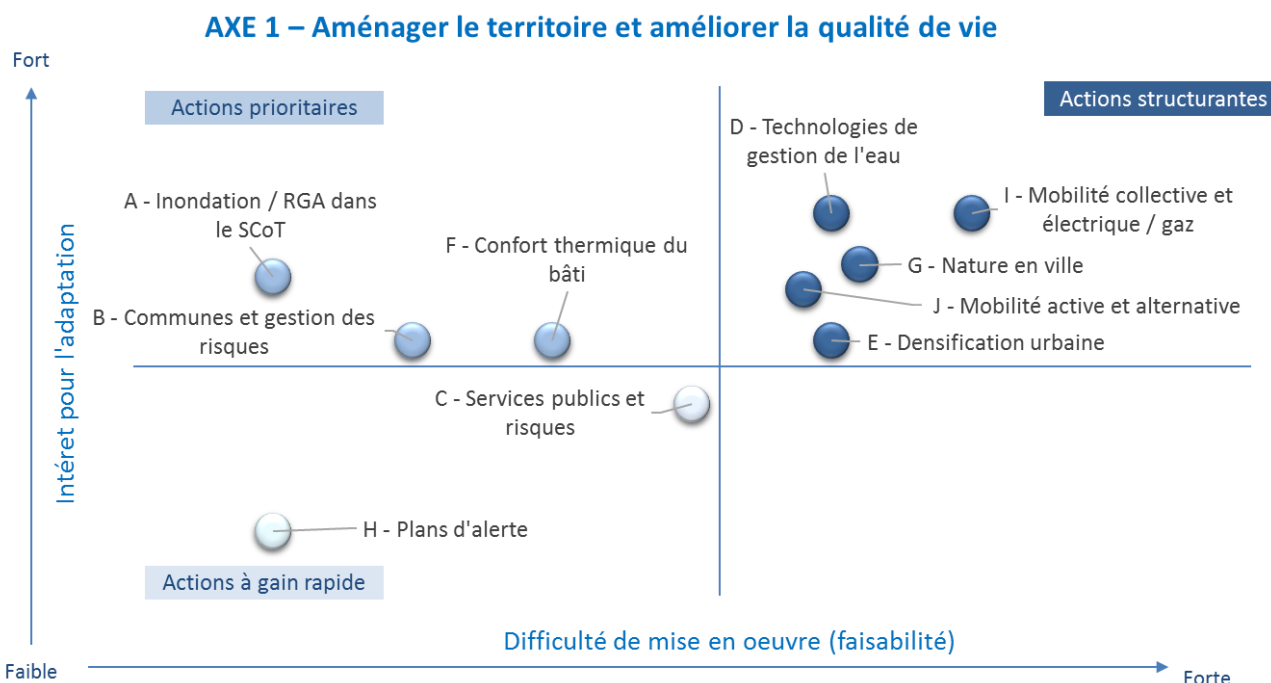 AXE 1 – Aménager le territoire et améliorer la qualité de vie
Fort
Actions prioritaires
Actions structurantes
D - Technologies de
gestion de l'eau
A - Inondation / RGA dans
le SCoT
I - Mobilité collective et
électrique / gaz
F - Confort thermique du
bâti
G - Nature en ville
J - Mobilité active et alternative
B - Communes et gestion des
risques
E - Densification urbaine
C - Services publics et
risques
Intéret pour l'adaptation
H - Plans d'alerte
Actions à gain rapide
Difficulté de mise en oeuvre (faisabilité)
Faible
Forte